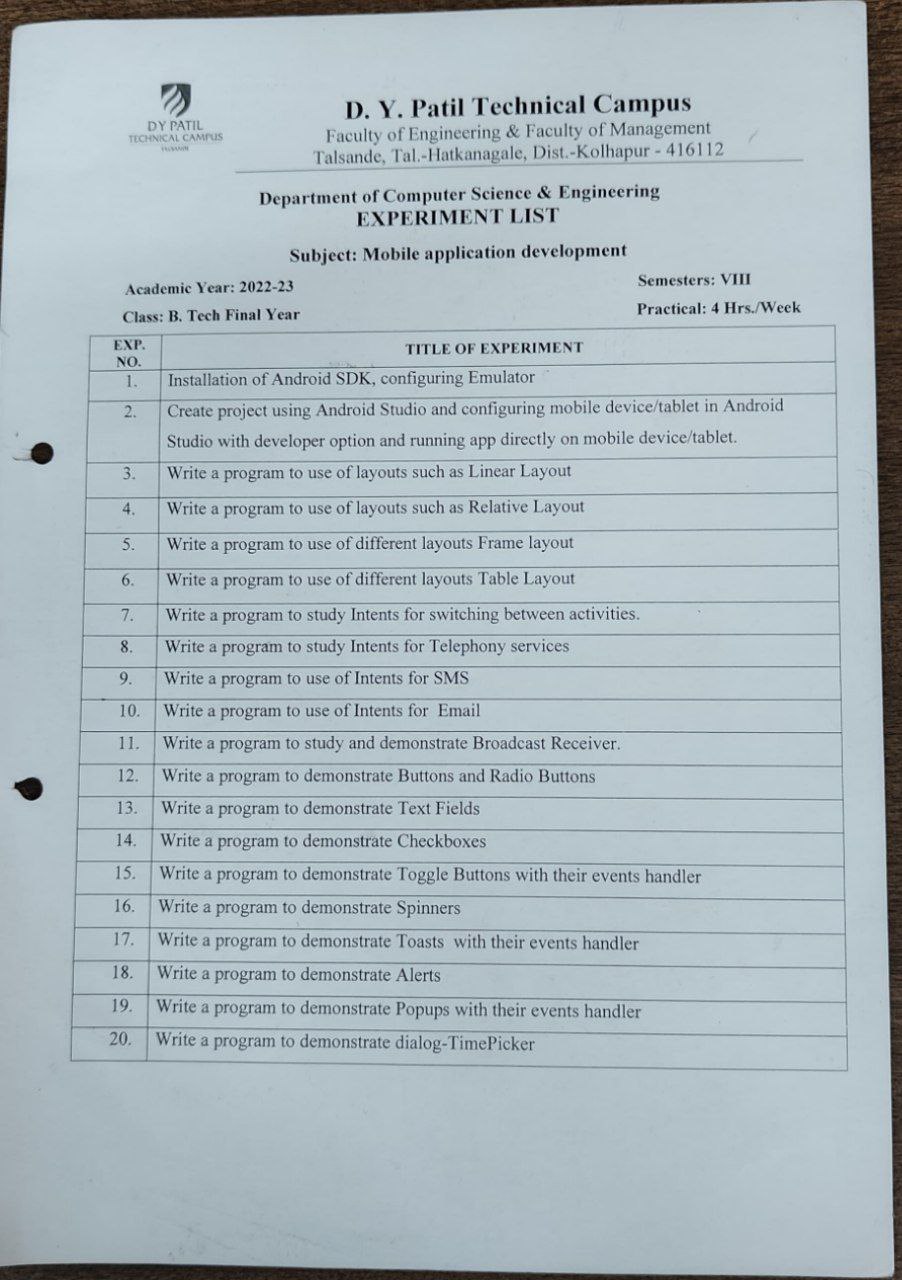 DY PATIL
TECHNICAL CAMPUS
D. Y. Patil Technical Campus
Faculty of Engineering & Faculty of Management
Talsande, Tal.-Hatkanagale, Dist.-Kolhapur - 416112
Department of Computer Science & Engineering
EXPERIMENT LIST
Subject: Mobile application development
Academic Year: 2022-23 Semesters: VIII
Class: B. Tech Final Year Practical: 4 Hrs./Week
EXP. NO. TITLE OF EXPERIMENT
1. Installation of Android SDK, configuring Emulator
2. Create project using Android Studio and configuring mobile device/tablet in Android
Studio with developer option and running app directly on mobile device/tablet.
3. Write a program to use of layouts such as Linear Layout
4. Write a program to use of layouts such as Relative Layout
5. Write a program to use of different layouts Frame layout
6. Write a program to use of different layouts Table Layout
7. Write a program to study Intents for switching between activities.
8. Write a program to study Intents for Telephony services
9. Write a program to use of Intents for SMS
10. Write a program to use of Intents for Email
11. Write a program to study and demonstrate Broadcast Receiver.
12. Write a program to demonstrate Buttons and Radio Buttons
13. Write a program to demonstrate Text Fields
14. Write a program to demonstrate Checkboxes
15. Write a program to demonstrate Toggle Buttons with their events handler
16. Write a program to demonstrate Spinners
17. Write a program to demonstrate Toasts with their events handler
18. Write a program to demonstrate Alerts
19. Write a program to demonstrate Popups with their events handler
20. Write a program to demonstrate dialog-TimePicker